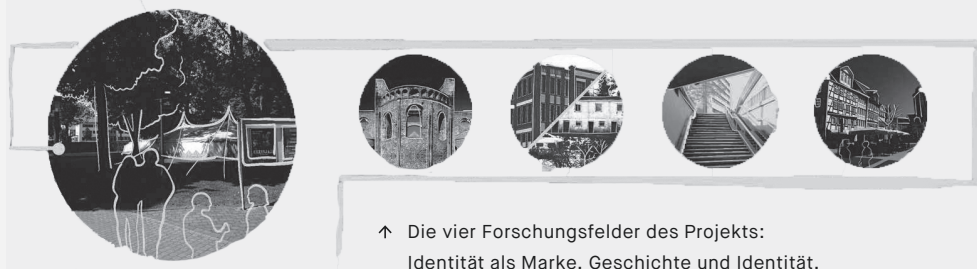 ↑ Die vier Forschungsfelder des Projekts:
Identität als Marke, Geschichte und Identität,